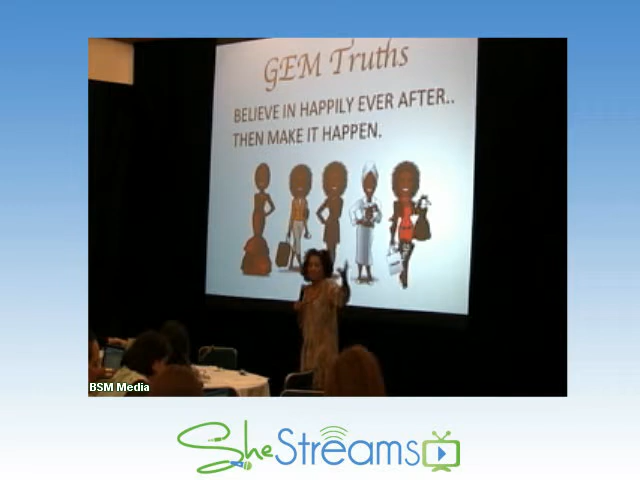 GEM Truths
BELIEVE IN HAPPILY EVER AFTER..
THEN MAKE IT HAPPEN.
BSM Media
SheStreams